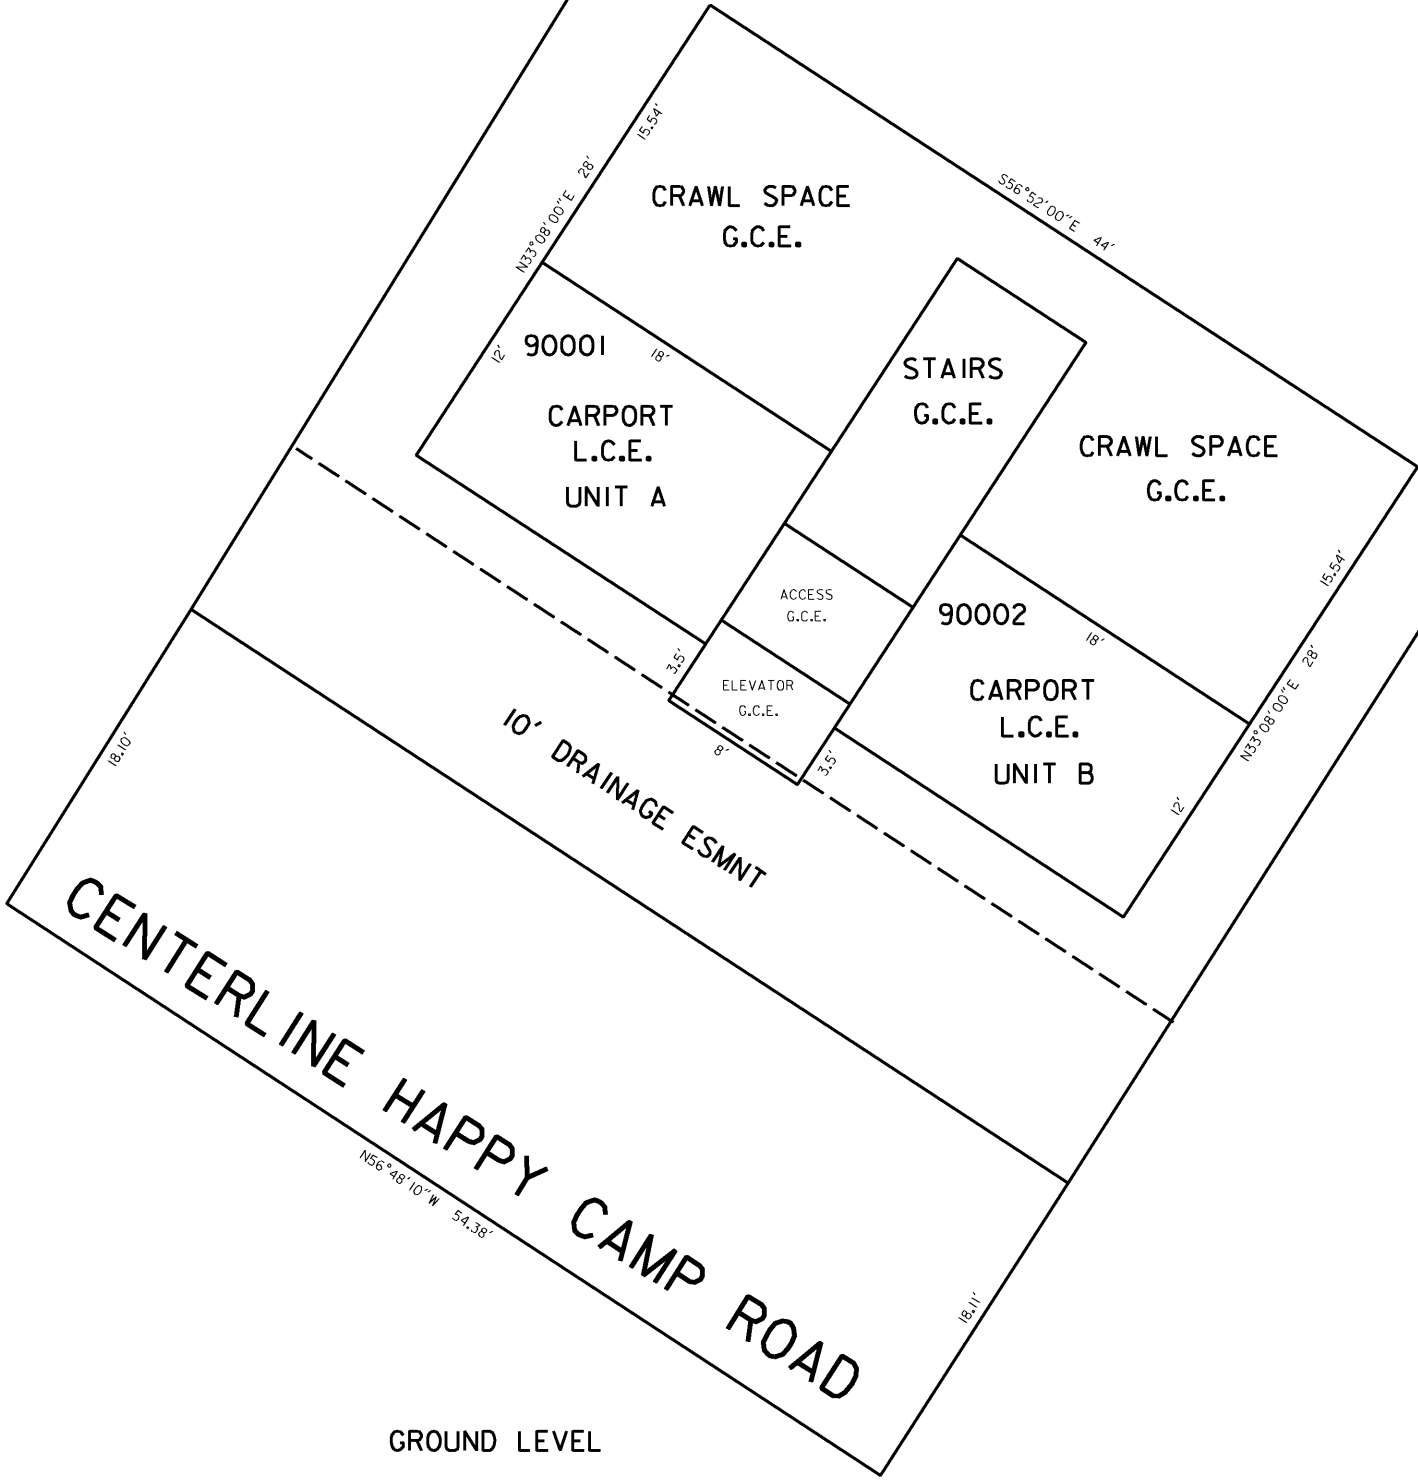 15.54'
N33°08'00"E 28'
CRAWL SPACE
G.C.E.
S56°52'00"E 44'
12'
90001
18'
CARPORT
L.C.E.
UNIT A
STAIRS
G.C.E.
CRAWL SPACE
G.C.E.
15.54'
N33°08'00"E 28'
ACCESS
G.C.E.
90002
18'
3.5'
ELEVATOR
G.C.E.
8'
3.5'
CARPORT
L.C.E.
UNIT B
12'
10' DRAINAGE ESMNT
18.10'
CENTERLINE HAPPY CAMP ROAD
N56°48'10"W 54.38'
18.11'
GROUND LEVEL